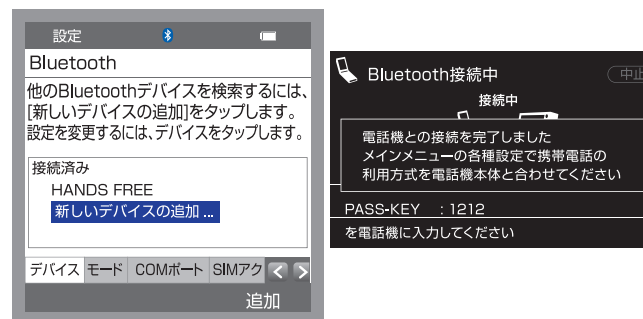 設定
Bluetooth
他のBluetoothデバイスを検索するには、
[新しいデバイスの追加]をタップします。
設定を変更するには、デバイスをタップします。
接続済み
HANDS FREE
新しいデバイスの追加 ...
デバイス モード COMポート SIMアク
追加
Bluetooth接続中
中止
接続中
電話機との接続を完了しました
メインメニューの各種設定で携帯電話の
利用方式を電話機本体と合わせてください
PASS-KEY : 1212
を電話機に入力してください